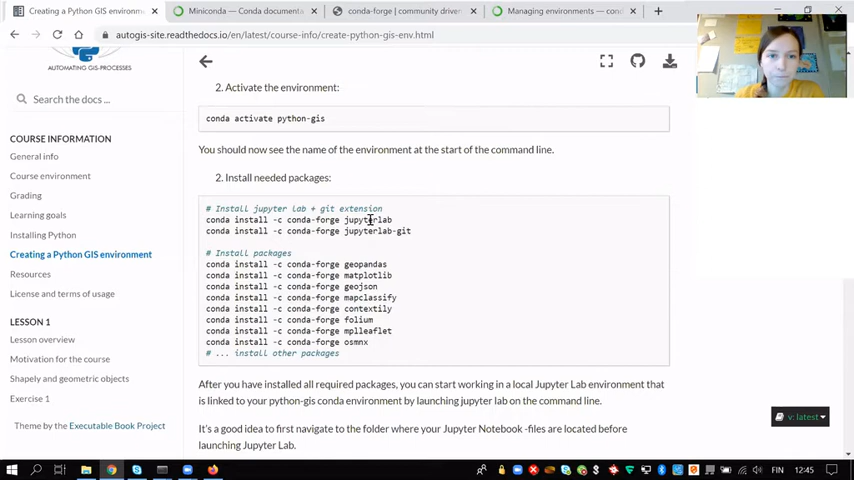 Creating a Python GIS environment
Miniconda — Conda documenta
conda-forge | community driven
Managing environments — cond
autogis-site.readthedocs.io/en/latest/course-info/create-python-gis-env.html
AUTOMATING GIS-PROCESSES
Search the docs ...
COURSE INFORMATION
General info
Course environment
Grading
Learning goals
Installing Python
Creating a Python GIS environment
Resources
License and terms of usage
LESSON 1
Lesson overview
Motivation for the course
Shapely and geometric objects
Exercise 1
Theme by the Executable Book Project
2. Activate the environment:
conda activate python-gis
You should now see the name of the environment at the start of the command line.
2. Install needed packages:
# Install jupyter lab + git extension
conda install -c conda-forge jupyterlab
conda install -c conda-forge jupyterlab-git
# Install packages
conda install -c conda-forge geopandas
conda install -c conda-forge matplotlib
conda install -c conda-forge geojson
conda install -c conda-forge mapclassify
conda install -c conda-forge contextily
conda install -c conda-forge folium
conda install -c conda-forge mplleaflet
conda install -c conda-forge osmnx
# ... install other packages
After you have installed all required packages, you can start working in a local Jupyter Lab environment that
is linked to your python-gis conda environment by launching jupyter lab on the command line.
It's a good idea to first navigate to the folder where your Jupyter Notebook -files are located before
launching Jupyter Lab.
v: latest
FIN
12:45